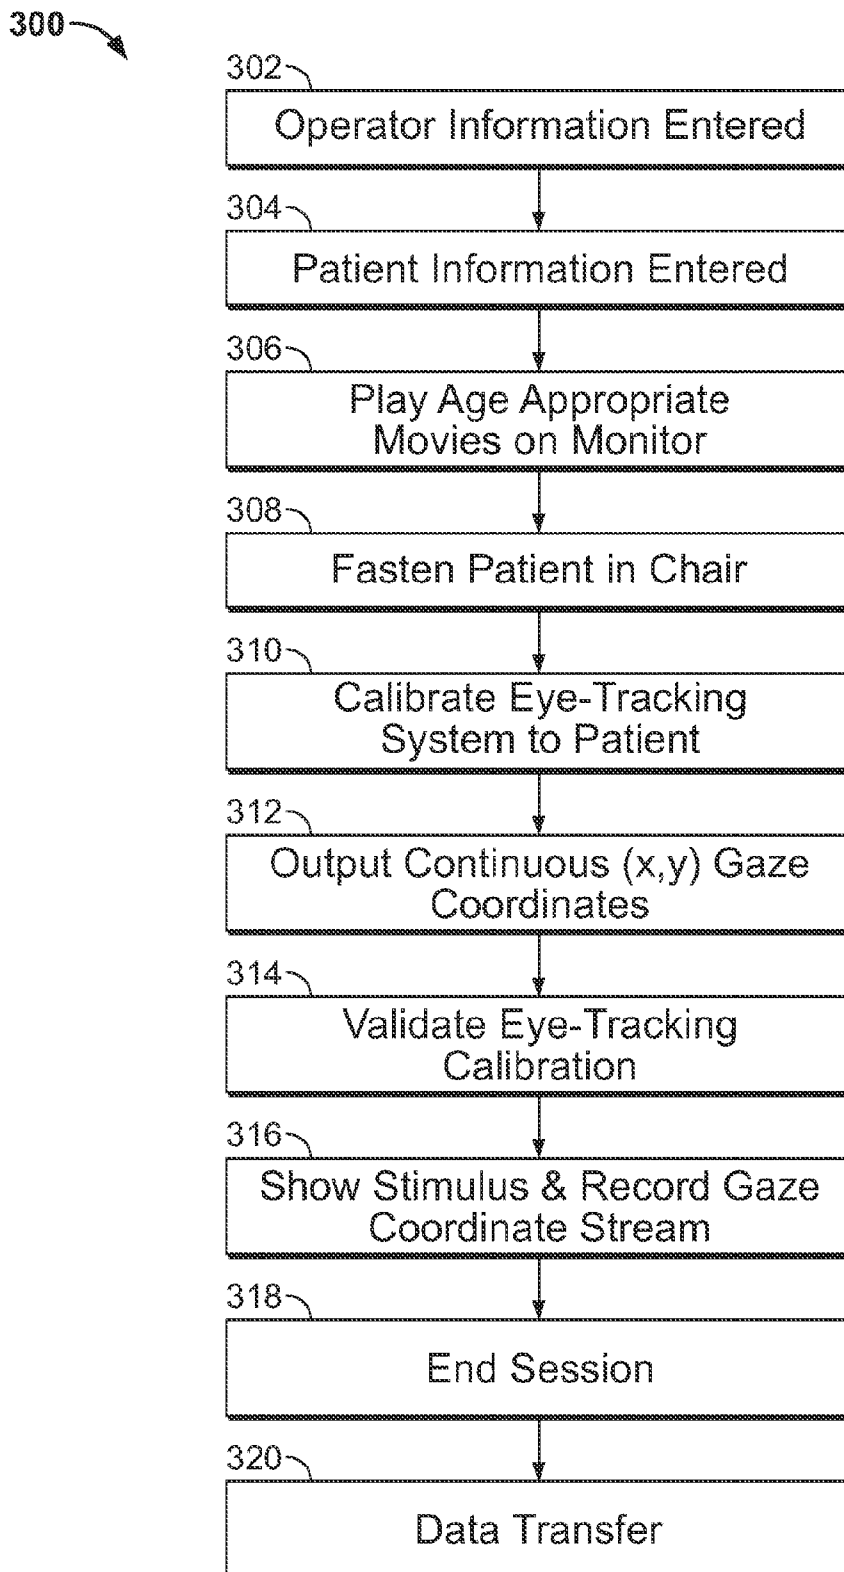 300
302
Operator Information Entered
304
Patient Information Entered
306
Play Age Appropriate
Movies on Monitor
308
Fasten Patient in Chair
310
Calibrate Eye-Tracking
System to Patient
312
Output Continuous (x,y) Gaze
Coordinates
314
Validate Eye-Tracking
Calibration
316
Show Stimulus & Record Gaze
Coordinate Stream
318
End Session
320
Data Transfer